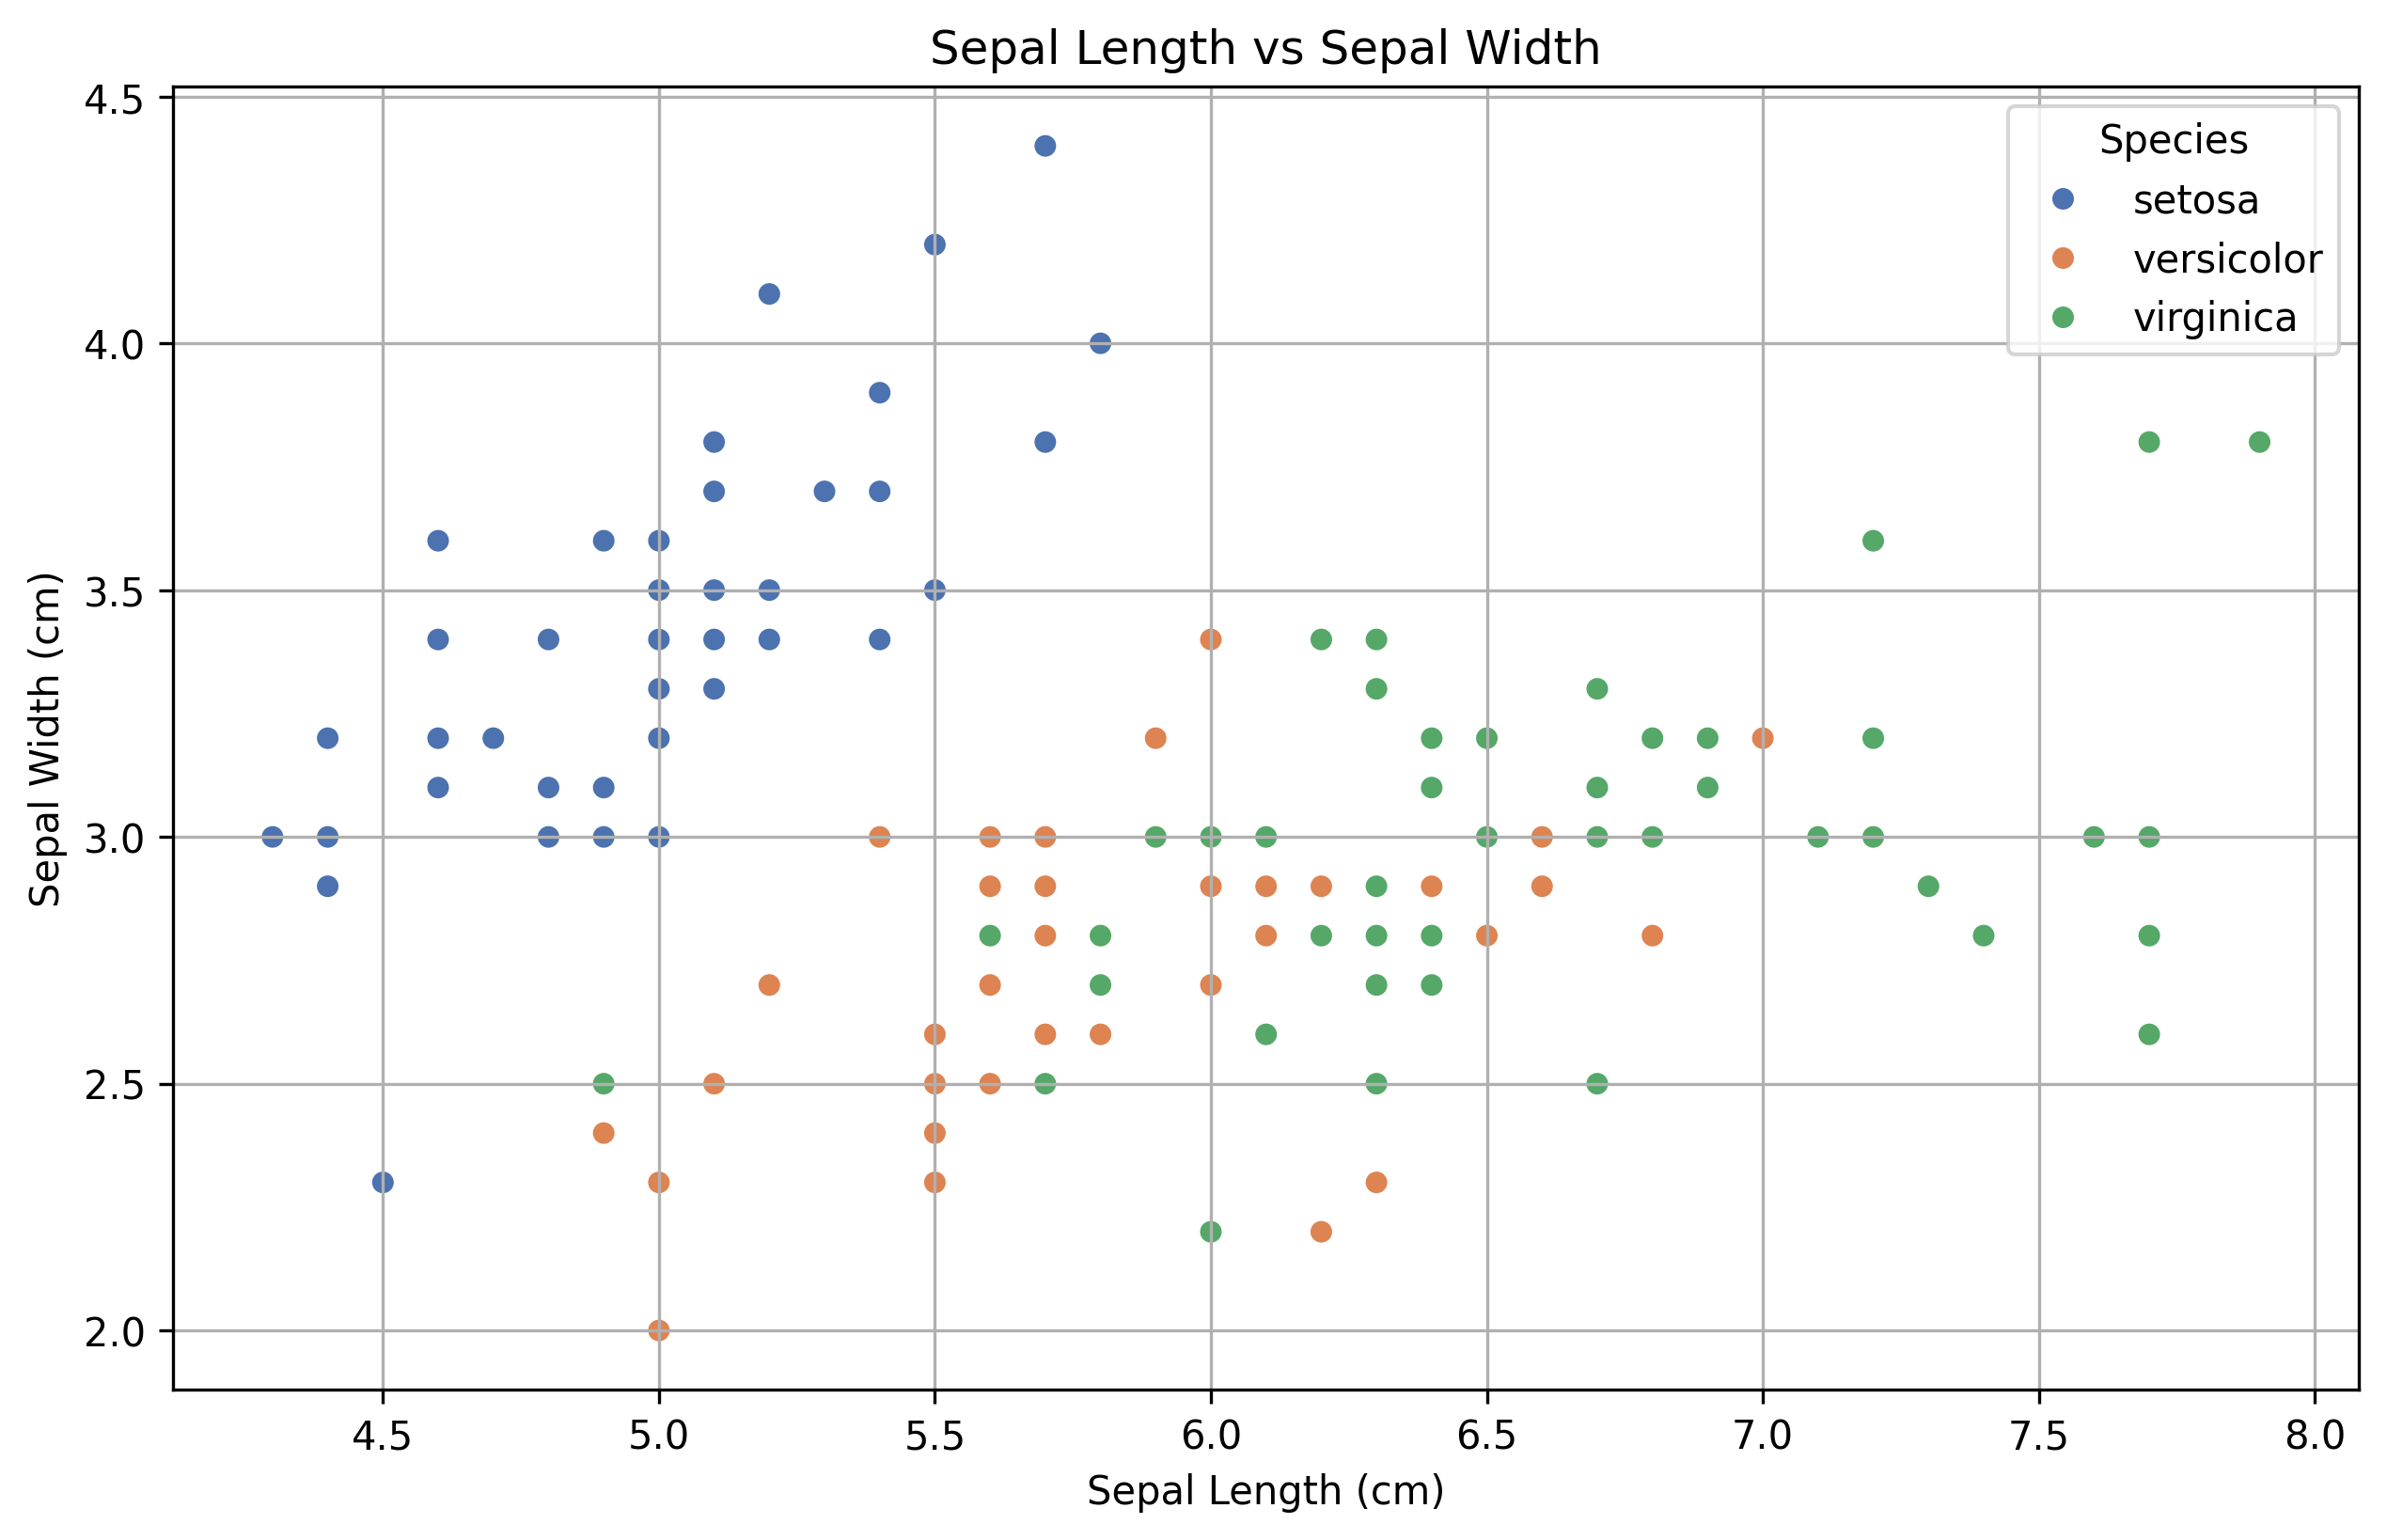 Sepal Length vs Sepal Width
Species
setosa
versicolor
virginica
Sepal Width (cm)
4.5
4.0
3.5
3.0
2.5
2.0
4.5 5.0 5.5 6.0 6.5 7.0 7.5 8.0
Sepal Length (cm)